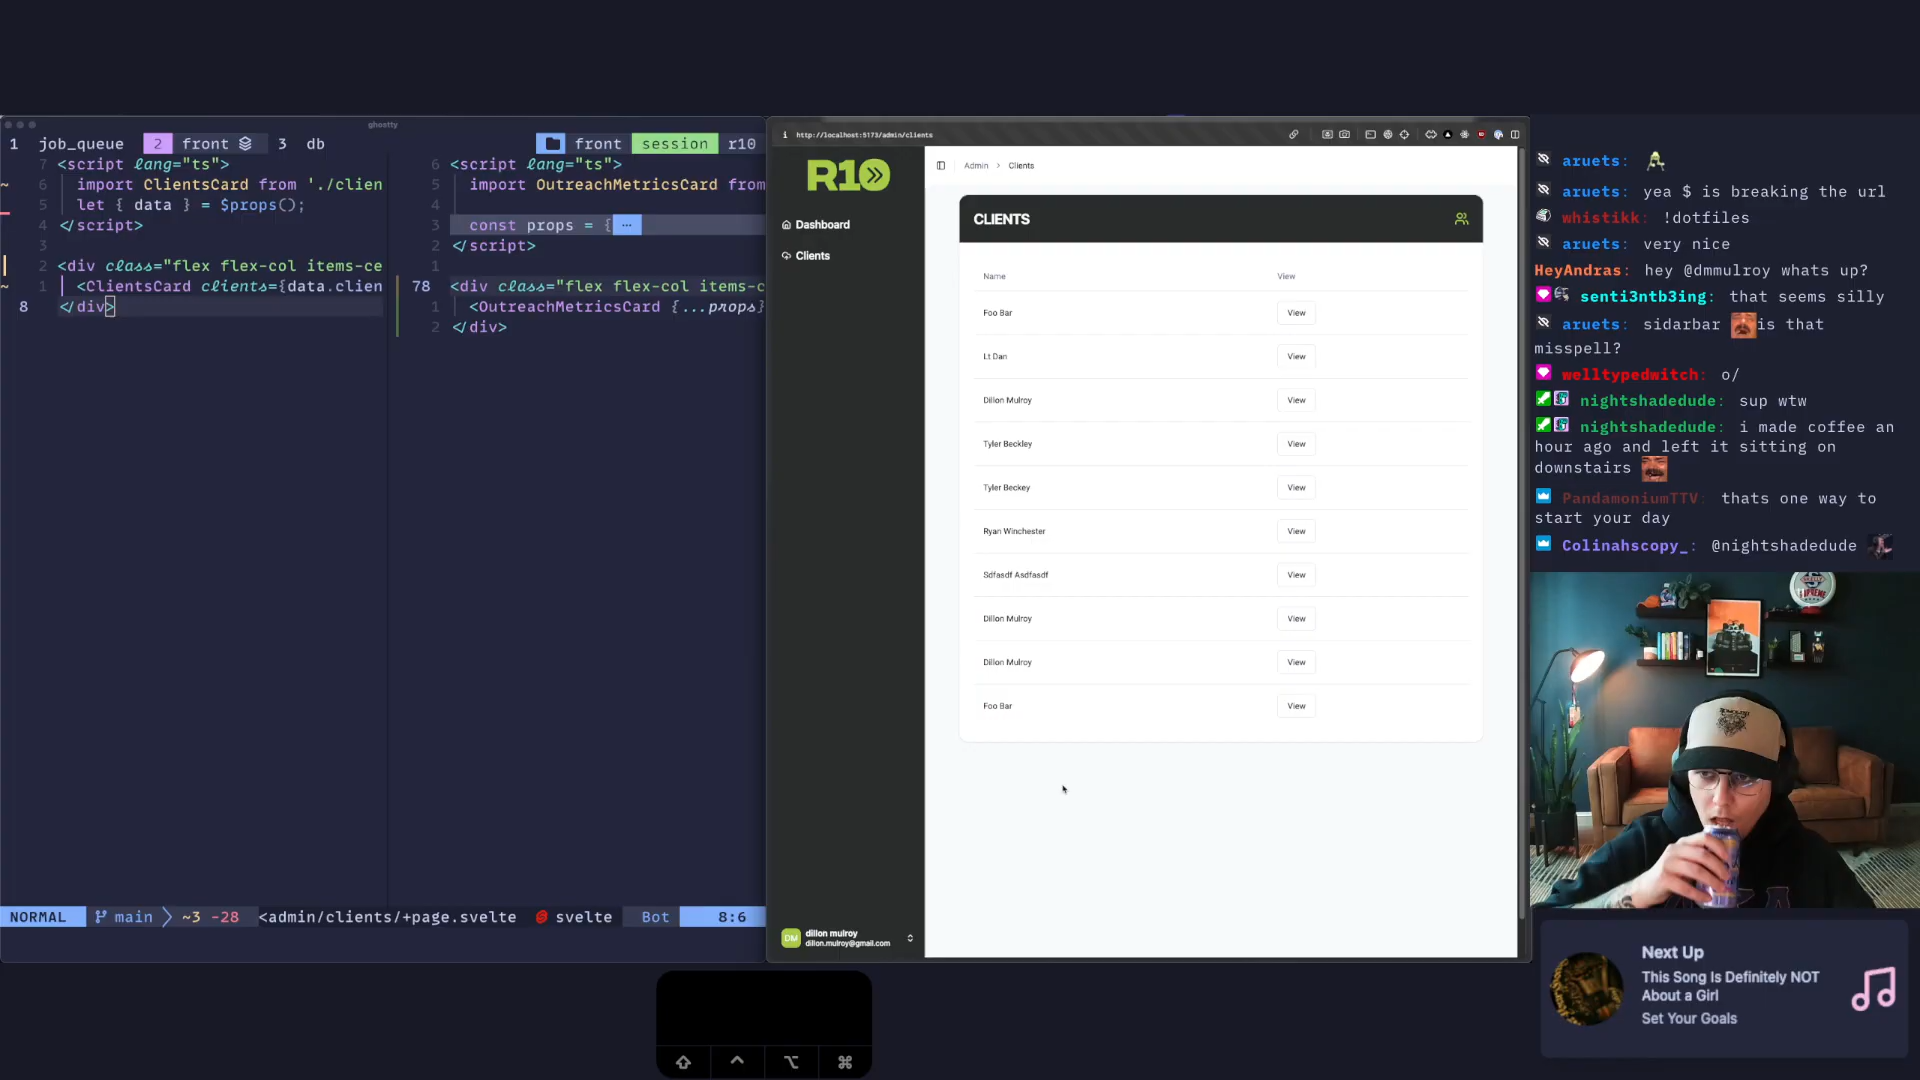 ghostty
1 job_queue 2 front 3 db
front session r10
7 <script lang="ts">
6 import ClientsCard from './clien
5 let { data } = $props();
4 </script>
3
2 <div class="flex flex-col items-ce
1 <ClientsCard clients={data.clien
8 </div>
6 <script lang="ts">
5 import OutreachMetricsCard from
4
3 const props = { ...
2 </script>
1
78 <div class="flex flex-col items-c
1 <OutreachMetricsCard {...props}
2 </div>
NORMAL main ~3 -28 <admin/clients/+page.svelte svelte Bot 8:6
http://localhost:5173/admin/clients
R10
Dashboard
Clients
DM
dillon mulroy
dillon.mulroy@gmail.com
Admin > Clients
CLIENTS
Name View
Foo Bar View
Lt Dan View
Dillon Mulroy View
Tyler Beckley View
Tyler Beckey View
Ryan Winchester View
Sdfasdf Asdfasdf View
Dillon Mulroy View
Dillon Mulroy View
Foo Bar View
aruets:
aruets: yea $ is breaking the url
whistikk: !dotfiles
aruets: very nice
HeyAndras: hey @dmmulroy whats up?
senti3ntb3ing: that seems silly
aruets: sidarbar is that
misspell?
welltypedwitch: o/
nightshadedude: sup wtw
nightshadedude: i made coffee an
hour ago and left it sitting on
downstairs
PandamoniumTTV: thats one way to
start your day
Colinahscopy_: @nightshadedude
Next Up
This Song Is Definitely NOT
About a Girl
Set Your Goals